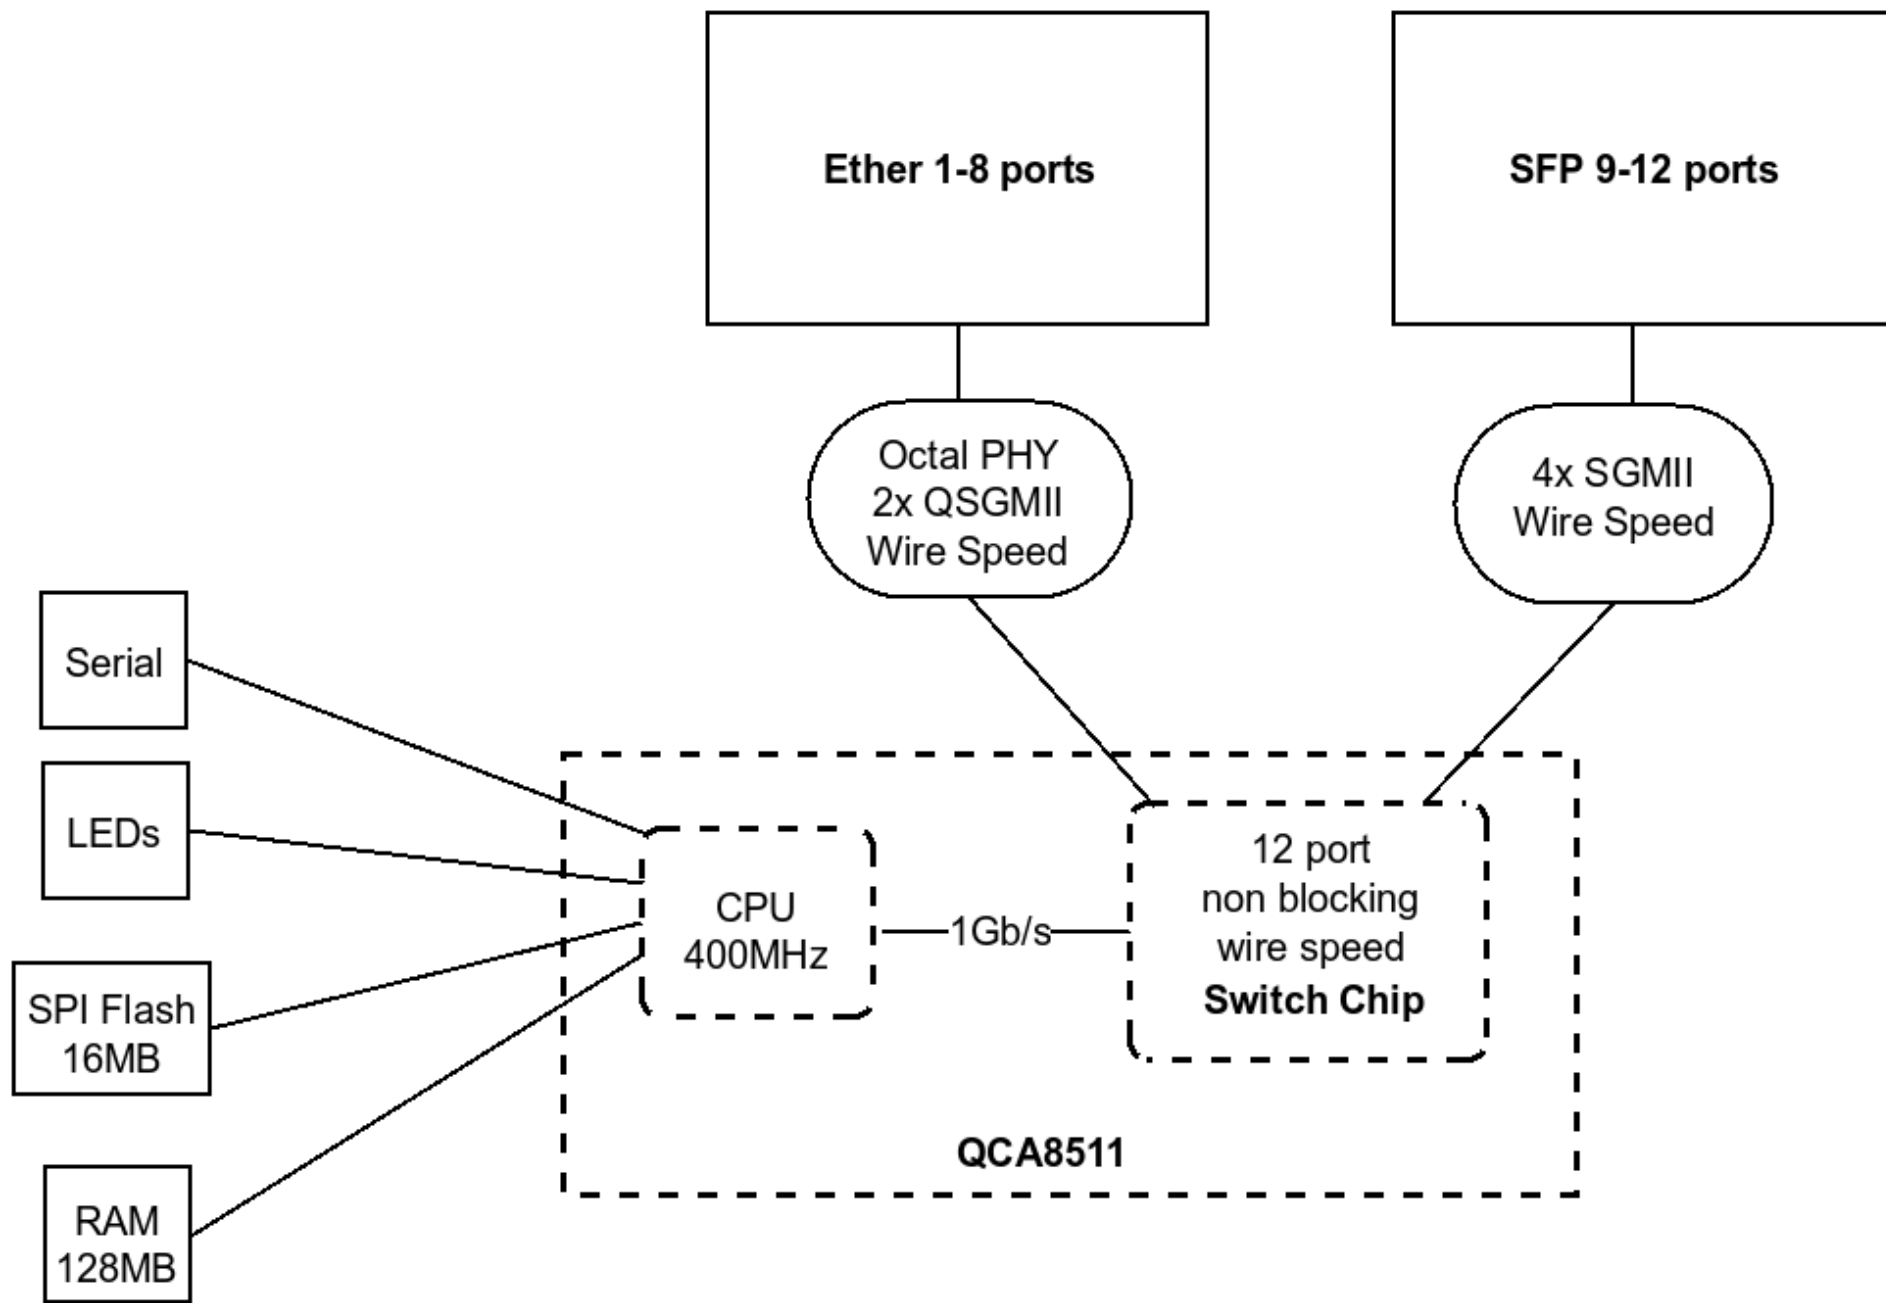 Ether 1-8 ports
SFP 9-12 ports
Octal PHY
2x QSGMII
Wire Speed
4x SGMII
Wire Speed
Serial
LEDs
SPI Flash
16MB
RAM
128MB
CPU
400MHz
1Gb/s
12 port
non blocking
wire speed
Switch Chip
QCA8511